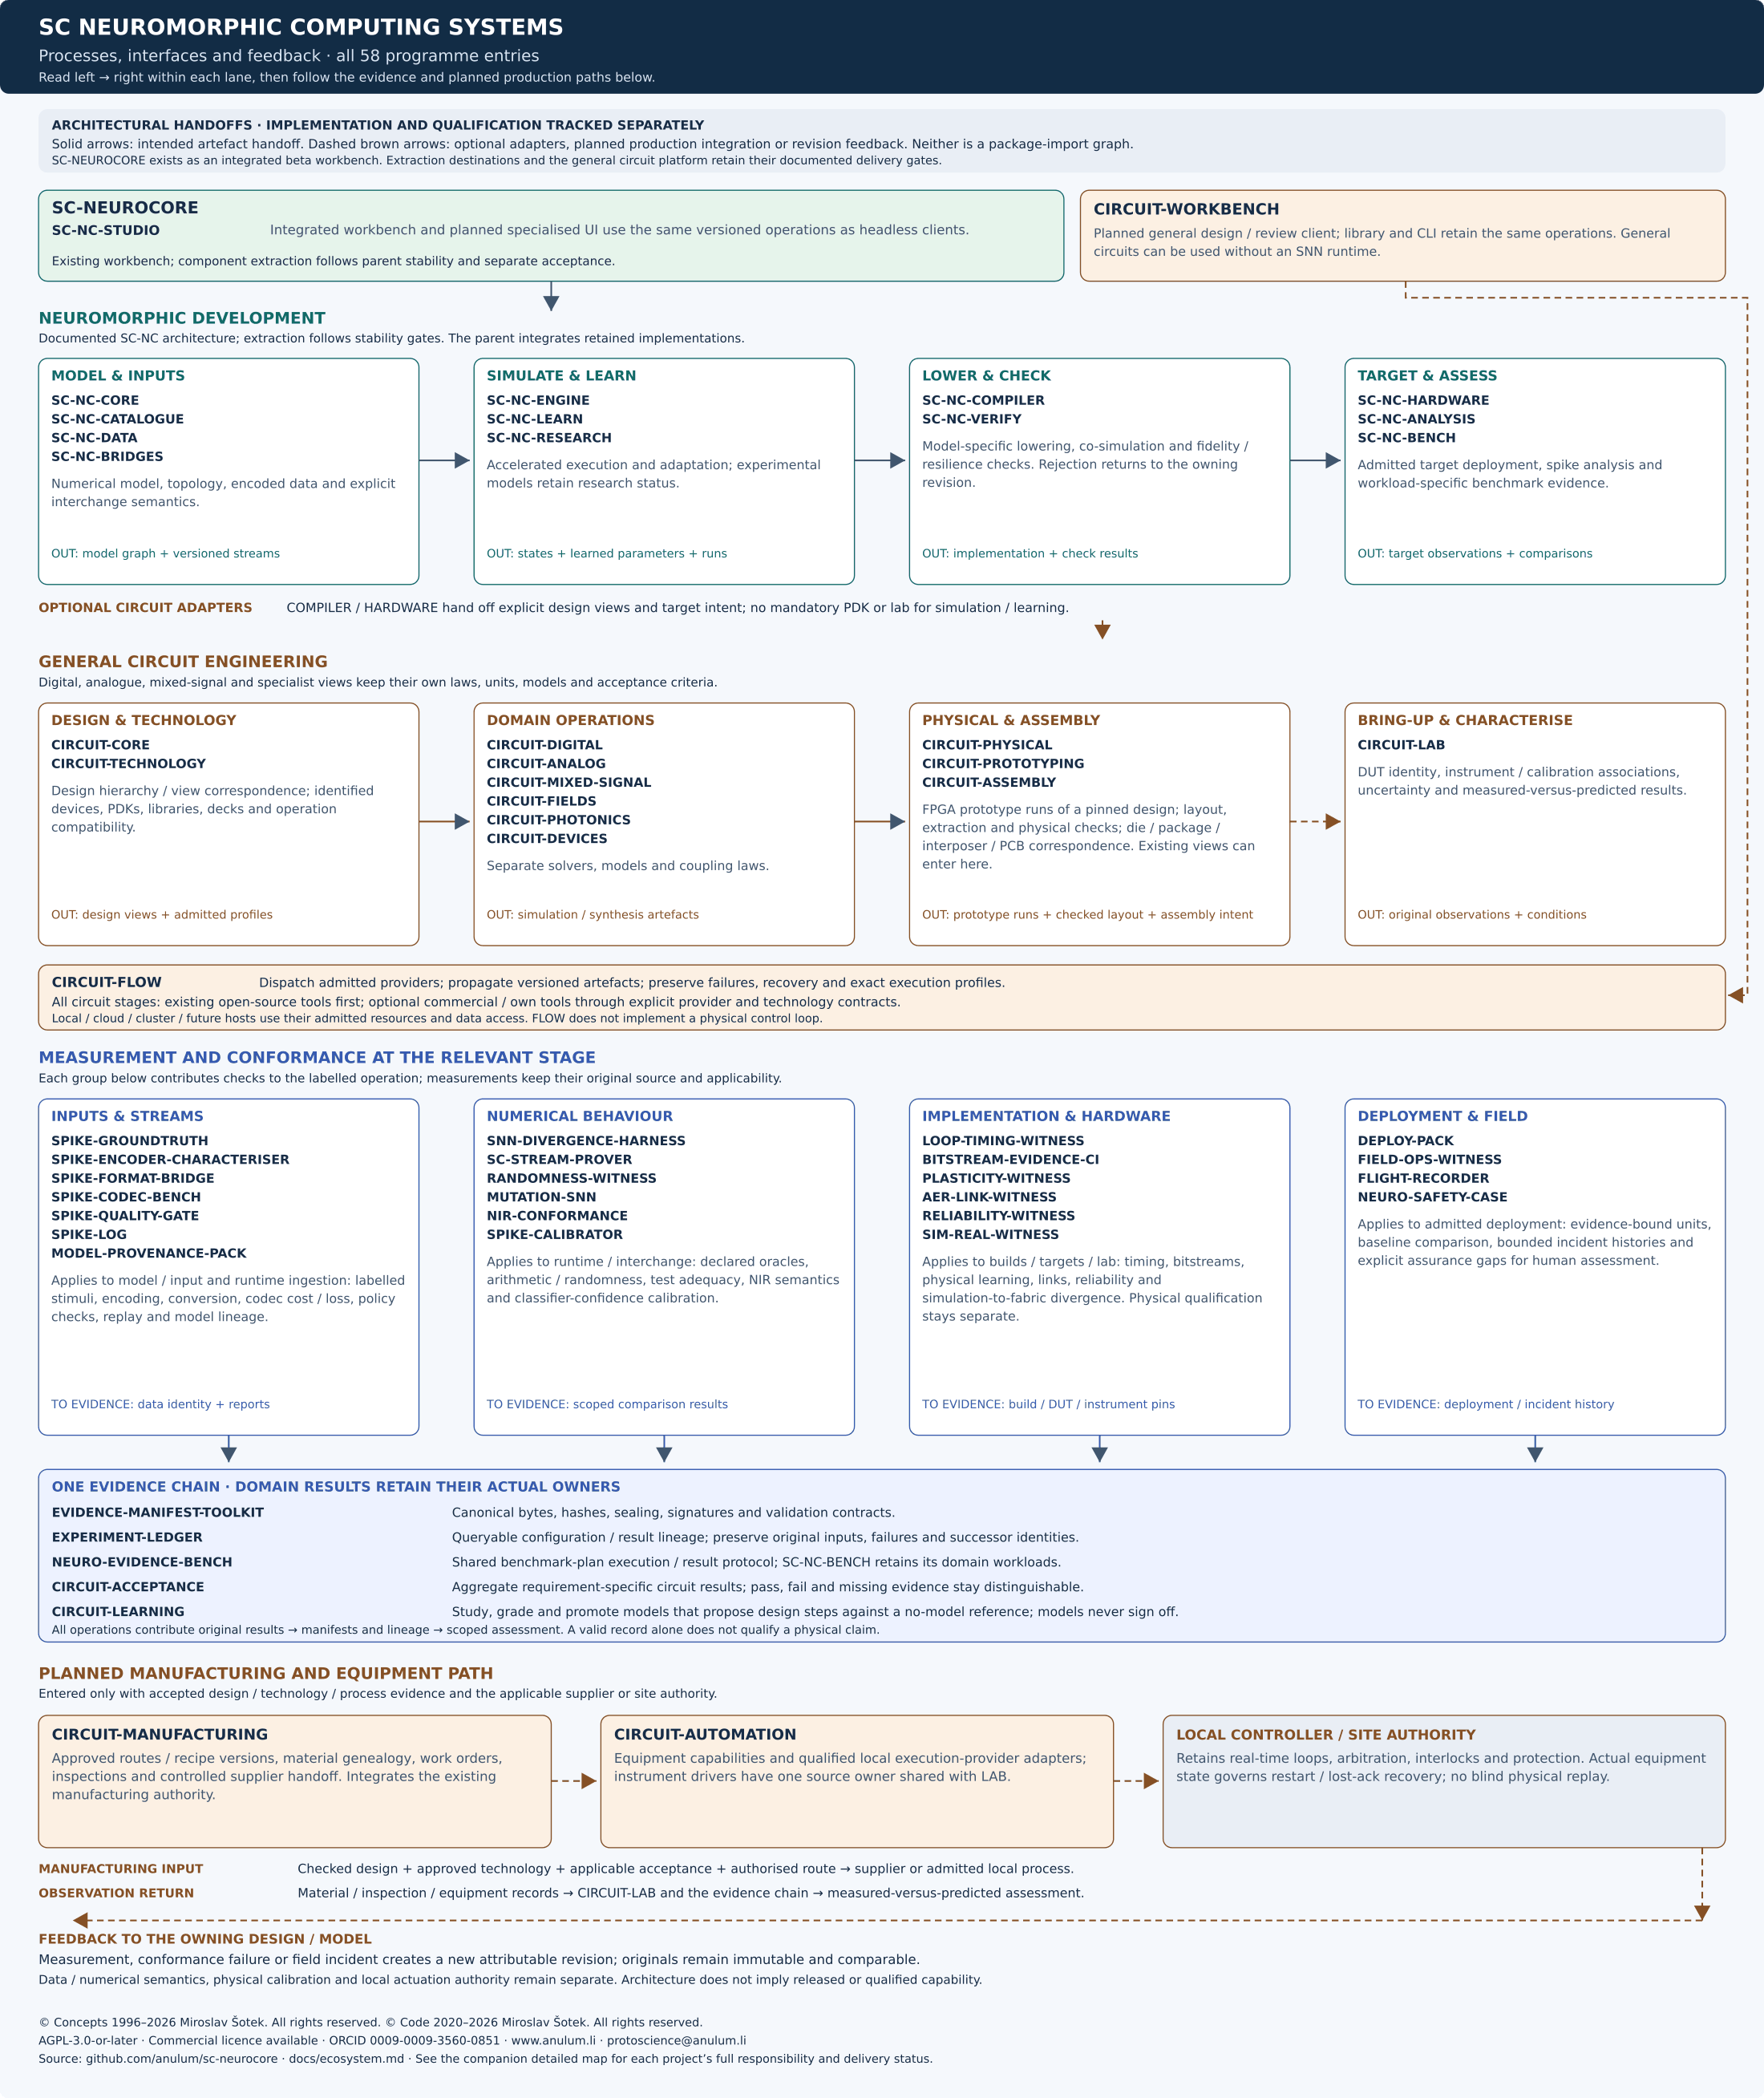 SC NEUROMORPHIC COMPUTING SYSTEMS
Processes, interfaces and feedback · all 58 programme entries
Read left → right within each lane, then follow the evidence and planned production paths below.
ARCHITECTURAL HANDOFFS · IMPLEMENTATION AND QUALIFICATION TRACKED SEPARATELY
Solid arrows: intended artefact handoff. Dashed brown arrows: optional adapters, planned production integration or revision feedback. Neither is a package-import graph.
SC-NEUROCORE exists as an integrated beta workbench. Extraction destinations and the general circuit platform retain their documented delivery gates.
SC-NEUROCORE
SC-NC-STUDIO Integrated workbench and planned specialised UI use the same versioned operations as headless clients.
Existing workbench; component extraction follows parent stability and separate acceptance.
CIRCUIT-WORKBENCH
Planned general design / review client; library and CLI retain the same operations. General
circuits can be used without an SNN runtime.
NEUROMORPHIC DEVELOPMENT
Documented SC-NC architecture; extraction follows stability gates. The parent integrates retained implementations.
MODEL & INPUTS
SC-NC-CORE
SC-NC-CATALOGUE
SC-NC-DATA
SC-NC-BRIDGES
Numerical model, topology, encoded data and explicit
interchange semantics.
OUT: model graph + versioned streams
SIMULATE & LEARN
SC-NC-ENGINE
SC-NC-LEARN
SC-NC-RESEARCH
Accelerated execution and adaptation; experimental
models retain research status.
OUT: states + learned parameters + runs
LOWER & CHECK
SC-NC-COMPILER
SC-NC-VERIFY
Model-specific lowering, co-simulation and fidelity /
resilience checks. Rejection returns to the owning
revision.
OUT: implementation + check results
TARGET & ASSESS
SC-NC-HARDWARE
SC-NC-ANALYSIS
SC-NC-BENCH
Admitted target deployment, spike analysis and
workload-specific benchmark evidence.
OUT: target observations + comparisons
OPTIONAL CIRCUIT ADAPTERS COMPILER / HARDWARE hand off explicit design views and target intent; no mandatory PDK or lab for simulation / learning.
GENERAL CIRCUIT ENGINEERING
Digital, analogue, mixed-signal and specialist views keep their own laws, units, models and acceptance criteria.
DESIGN & TECHNOLOGY
CIRCUIT-CORE
CIRCUIT-TECHNOLOGY
Design hierarchy / view correspondence; identified
devices, PDKs, libraries, decks and operation
compatibility.
OUT: design views + admitted profiles
DOMAIN OPERATIONS
CIRCUIT-DIGITAL
CIRCUIT-ANALOG
CIRCUIT-MIXED-SIGNAL
CIRCUIT-FIELDS
CIRCUIT-PHOTONICS
CIRCUIT-DEVICES
Separate solvers, models and coupling laws.
OUT: simulation / synthesis artefacts
PHYSICAL & ASSEMBLY
CIRCUIT-PHYSICAL
CIRCUIT-PROTOTYPING
CIRCUIT-ASSEMBLY
FPGA prototype runs of a pinned design; layout,
extraction and physical checks; die / package /
interposer / PCB correspondence. Existing views can
enter here.
OUT: prototype runs + checked layout + assembly intent
BRING-UP & CHARACTERISE
CIRCUIT-LAB
DUT identity, instrument / calibration associations,
uncertainty and measured-versus-predicted results.
OUT: original observations + conditions
CIRCUIT-FLOW Dispatch admitted providers; propagate versioned artefacts; preserve failures, recovery and exact execution profiles.
All circuit stages: existing open-source tools first; optional commercial / own tools through explicit provider and technology contracts.
Local / cloud / cluster / future hosts use their admitted resources and data access. FLOW does not implement a physical control loop.
MEASUREMENT AND CONFORMANCE AT THE RELEVANT STAGE
Each group below contributes checks to the labelled operation; measurements keep their original source and applicability.
INPUTS & STREAMS
SPIKE-GROUNDTRUTH
SPIKE-ENCODER-CHARACTERISER
SPIKE-FORMAT-BRIDGE
SPIKE-CODEC-BENCH
SPIKE-QUALITY-GATE
SPIKE-LOG
MODEL-PROVENANCE-PACK
Applies to model / input and runtime ingestion: labelled
stimuli, encoding, conversion, codec cost / loss, policy
checks, replay and model lineage.
TO EVIDENCE: data identity + reports
NUMERICAL BEHAVIOUR
SNN-DIVERGENCE-HARNESS
SC-STREAM-PROVER
RANDOMNESS-WITNESS
MUTATION-SNN
NIR-CONFORMANCE
SPIKE-CALIBRATOR
Applies to runtime / interchange: declared oracles,
arithmetic / randomness, test adequacy, NIR semantics
and classifier-confidence calibration.
TO EVIDENCE: scoped comparison results
IMPLEMENTATION & HARDWARE
LOOP-TIMING-WITNESS
BITSTREAM-EVIDENCE-CI
PLASTICITY-WITNESS
AER-LINK-WITNESS
RELIABILITY-WITNESS
SIM-REAL-WITNESS
Applies to builds / targets / lab: timing, bitstreams,
physical learning, links, reliability and
simulation-to-fabric divergence. Physical qualification
stays separate.
TO EVIDENCE: build / DUT / instrument pins
DEPLOYMENT & FIELD
DEPLOY-PACK
FIELD-OPS-WITNESS
FLIGHT-RECORDER
NEURO-SAFETY-CASE
Applies to admitted deployment: evidence-bound units,
baseline comparison, bounded incident histories and
explicit assurance gaps for human assessment.
TO EVIDENCE: deployment / incident history
ONE EVIDENCE CHAIN · DOMAIN RESULTS RETAIN THEIR ACTUAL OWNERS
EVIDENCE-MANIFEST-TOOLKIT Canonical bytes, hashes, sealing, signatures and validation contracts.
EXPERIMENT-LEDGER Queryable configuration / result lineage; preserve original inputs, failures and successor identities.
NEURO-EVIDENCE-BENCH Shared benchmark-plan execution / result protocol; SC-NC-BENCH retains its domain workloads.
CIRCUIT-ACCEPTANCE Aggregate requirement-specific circuit results; pass, fail and missing evidence stay distinguishable.
CIRCUIT-LEARNING Study, grade and promote models that propose design steps against a no-model reference; models never sign off.
All operations contribute original results → manifests and lineage → scoped assessment. A valid record alone does not qualify a physical claim.
PLANNED MANUFACTURING AND EQUIPMENT PATH
Entered only with accepted design / technology / process evidence and the applicable supplier or site authority.
CIRCUIT-MANUFACTURING
Approved routes / recipe versions, material genealogy, work orders,
inspections and controlled supplier handoff. Integrates the existing
manufacturing authority.
CIRCUIT-AUTOMATION
Equipment capabilities and qualified local execution-provider adapters;
instrument drivers have one source owner shared with LAB.
LOCAL CONTROLLER / SITE AUTHORITY
Retains real-time loops, arbitration, interlocks and protection. Actual equipment
state governs restart / lost-ack recovery; no blind physical replay.
MANUFACTURING INPUT Checked design + approved technology + applicable acceptance + authorised route → supplier or admitted local process.
OBSERVATION RETURN Material / inspection / equipment records → CIRCUIT-LAB and the evidence chain → measured-versus-predicted assessment.
FEEDBACK TO THE OWNING DESIGN / MODEL
Measurement, conformance failure or field incident creates a new attributable revision; originals remain immutable and comparable.
Data / numerical semantics, physical calibration and local actuation authority remain separate. Architecture does not imply released or qualified capability.
© Concepts 1996–2026 Miroslav Šotek. All rights reserved. © Code 2020–2026 Miroslav Šotek. All rights reserved.
AGPL-3.0-or-later · Commercial licence available · ORCID 0009-0009-3560-0851 · www.anulum.li · protoscience@anulum.li
Source: github.com/anulum/sc-neurocore · docs/ecosystem.md · See the companion detailed map for each project’s full responsibility and delivery status.